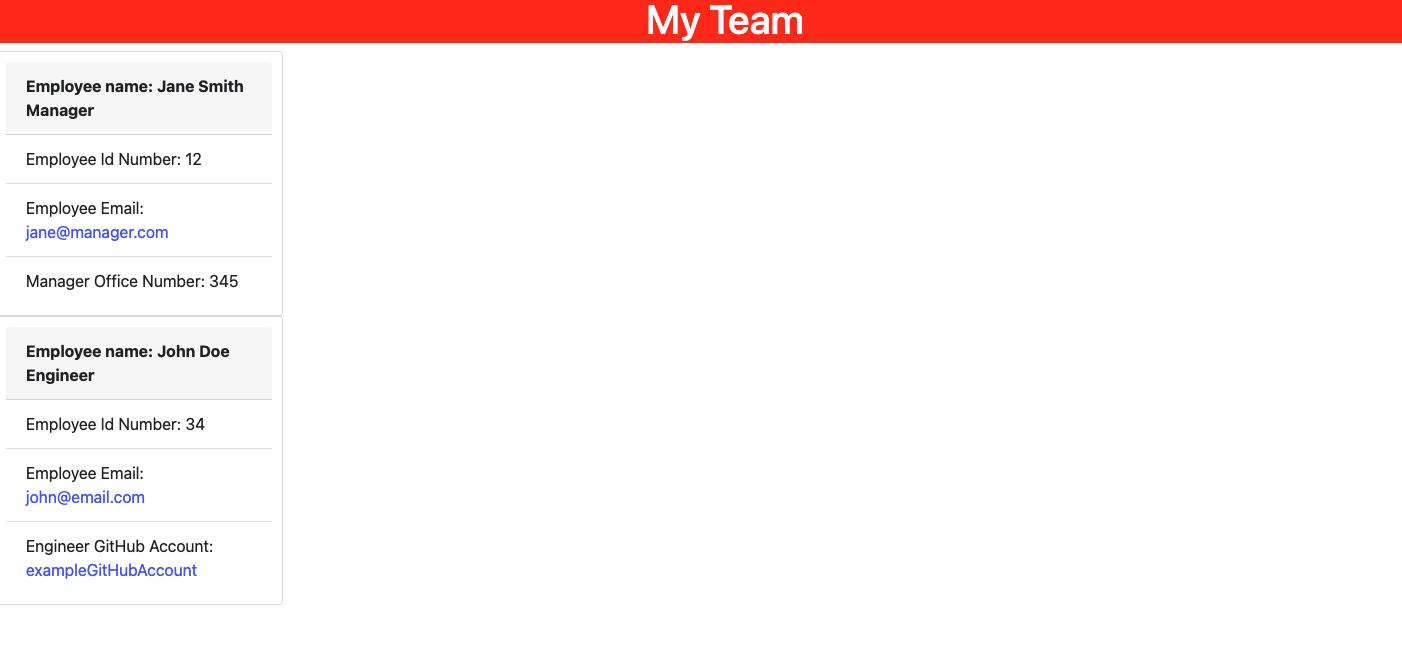 My Team
Employee name: Jane Smith
Manager
Employee Id Number: 12
Employee Email:
jane@manager.com
Manager Office Number: 345
Employee name: John Doe
Engineer
Employee Id Number: 34
Employee Email:
john@email.com
Engineer GitHub Account:
exampleGitHubAccount